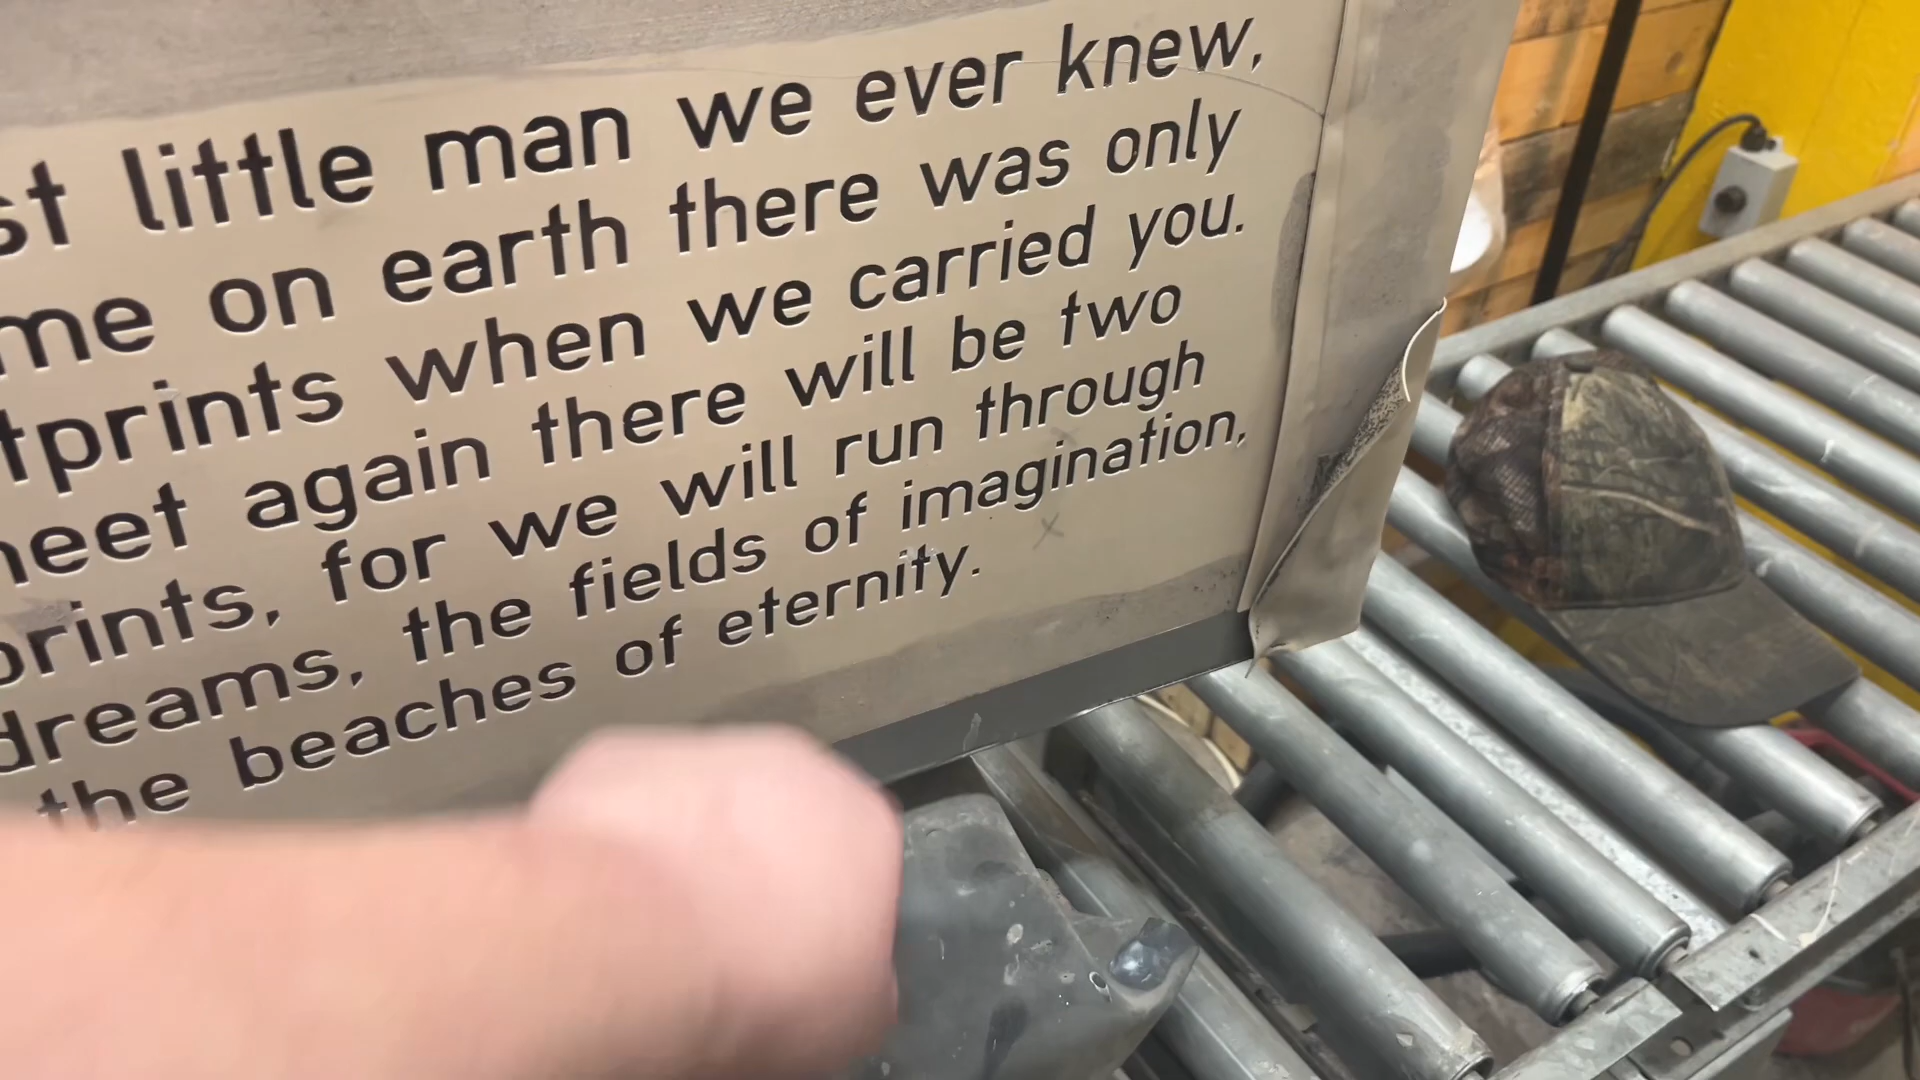 st little man we ever knew,
me on earth there was only
tprints when we carried you.
neet again there will be two
prints, for we will run through
dreams, the fields of imagination,
the beaches of eternity.